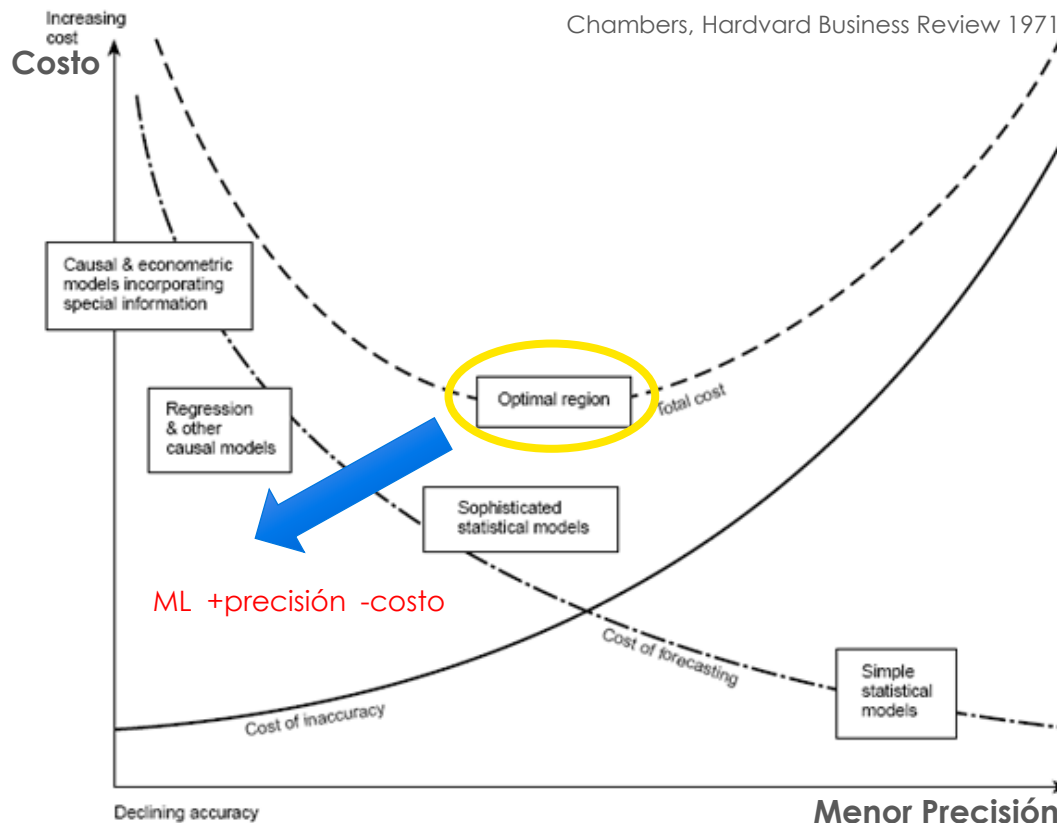 Increasing
cost
Chambers, Hardvard Business Review 1971
Costo
Causal & econometric
models incorporating
special information
Optimal region
Total cost
Regression
& other
causal models
Sophisticated
statistical models
ML +precisión -costo
Cost of forecasting
Simple
statistical
models
Cost of inaccuracy
Declining accuracy
Menor Precisión